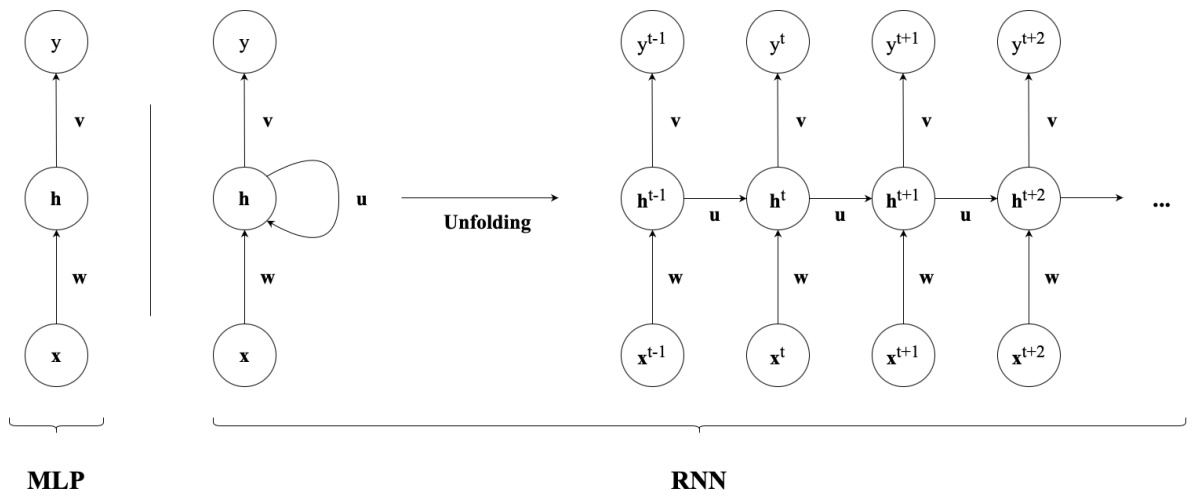 y y y^t-1 y^t y^t+1 y^t+2
v v v v v v
h h u h^t-1 h^t h^t+1 h^t+2 ...
Unfolding u u u
w w w w w w
x x x^t-1 x^t x^t+1 x^t+2
MLP RNN